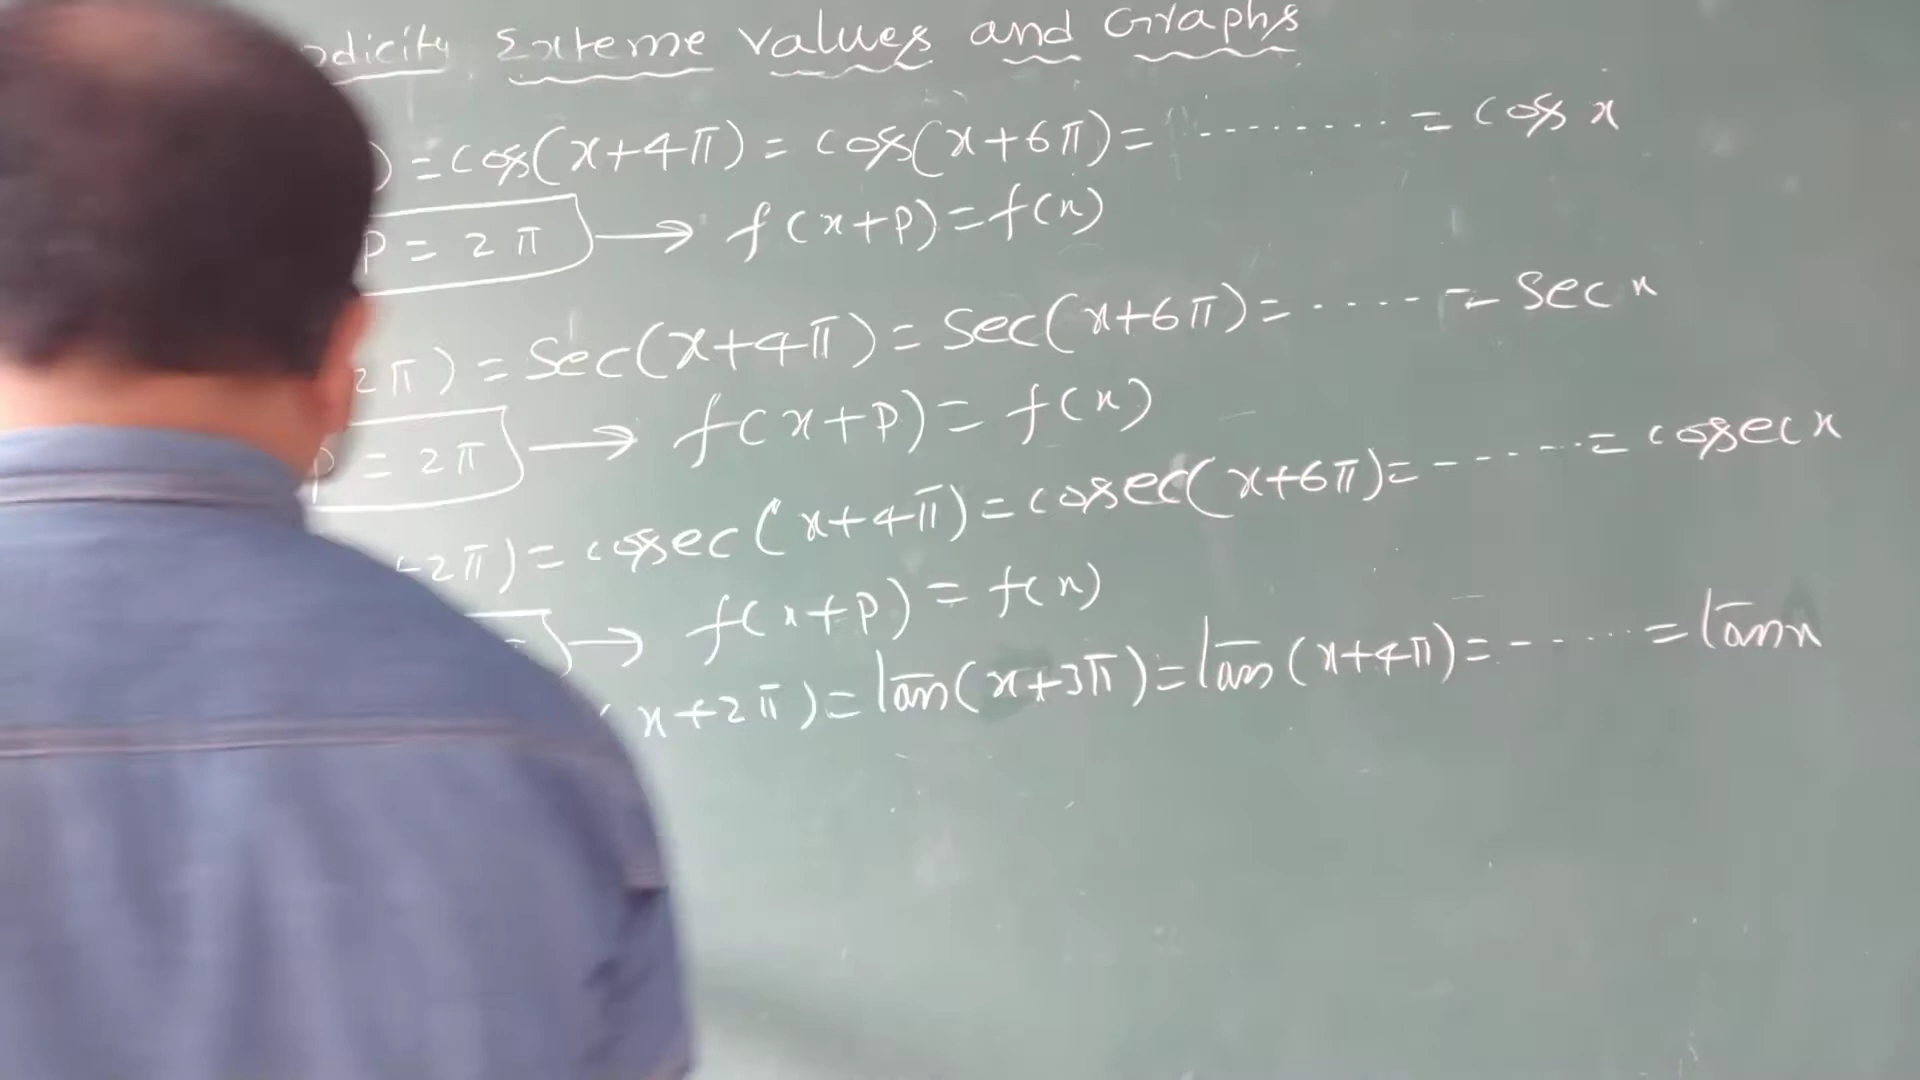 odicity, Exteme values and Graphs
) = cos(x+4π) = cos(x+6π) = --------- = cos x
P = 2π → f(x+p) = f(x)
2π) = Sec(x+4π) = Sec(x+6π) = ------ = Sec x
P = 2π → f(x+p) = f(x)
+2π) = cosec(x+4π) = cosec(x+6π) = ------ = cosec x
→ f(x+p) = f(x)
(x+2π) = tan(x+3π) = tan(x+4π) = ------ = tan x